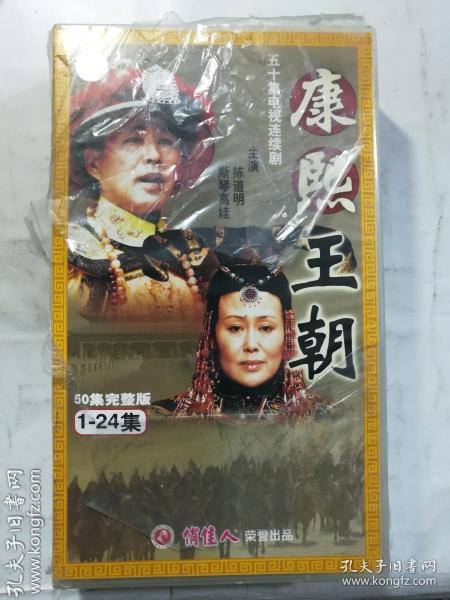 康熙王朝
五十集电视连续剧
主演
陈道明
斯琴高娃
50集完整版
1-24集
俏佳人 荣誉出品
孔夫子旧书网
www.kongfz.com
孔夫子旧书网
www.kongfz.com